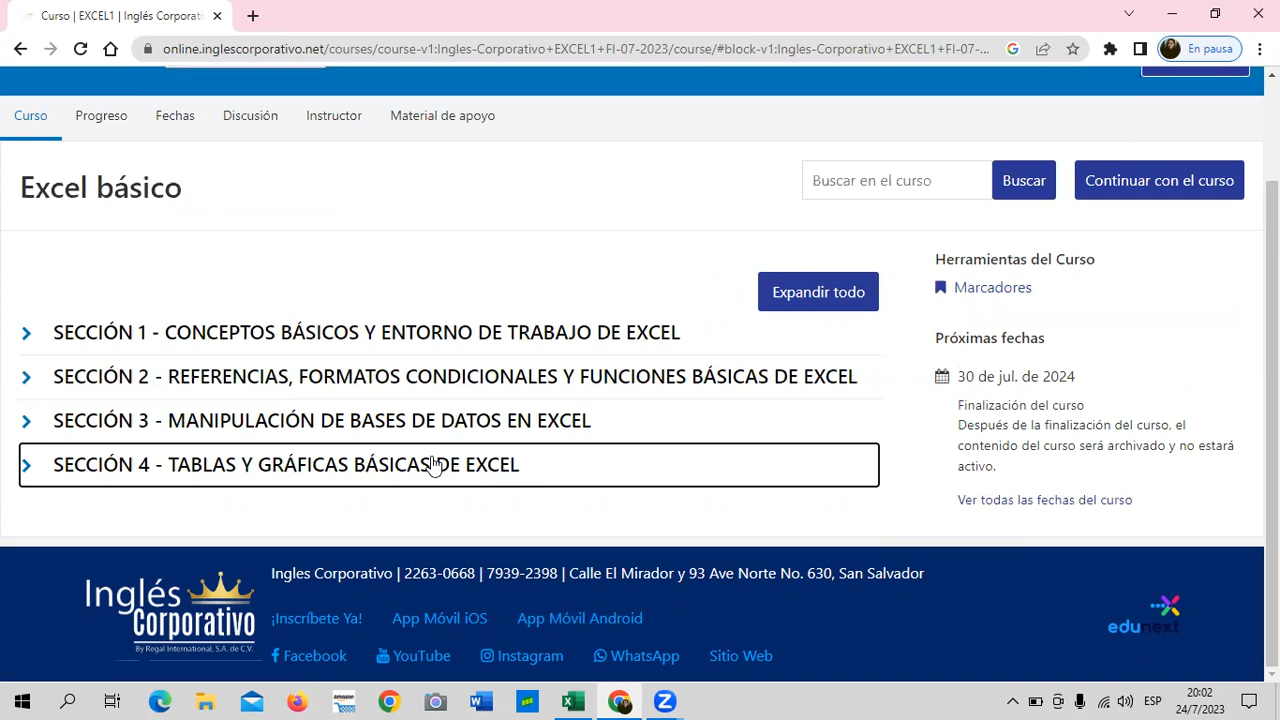 Curso | EXCEL1 | Inglés Corporati
online.inglescorporativo.net/courses/course-v1:Ingles-Corporativo+EXCEL1+FI-07-2023/course/#block-v1:Ingles-Corporativo+EXCEL1+FI-07-...
En pausa
Curso
Progreso
Fechas
Discusión
Instructor
Material de apoyo
Excel básico
Buscar en el curso
Buscar
Continuar con el curso
Expandir todo
SECCIÓN 1 - CONCEPTOS BÁSICOS Y ENTORNO DE TRABAJO DE EXCEL
SECCIÓN 2 - REFERENCIAS, FORMATOS CONDICIONALES Y FUNCIONES BÁSICAS DE EXCEL
SECCIÓN 3 - MANIPULACIÓN DE BASES DE DATOS EN EXCEL
SECCIÓN 4 - TABLAS Y GRÁFICAS BÁSICAS DE EXCEL
Herramientas del Curso
Marcadores
Próximas fechas
30 de jul. de 2024
Finalización del curso
Después de la finalización del curso, el
contenido del curso será archivado y no estará
activo.
Ver todas las fechas del curso
Inglés
Corporativo
By Regal International, S.A. de C.V.
Ingles Corporativo | 2263-0668 | 7939-2398 | Calle El Mirador y 93 Ave Norte No. 630, San Salvador
¡Inscríbete Ya!
App Móvil iOS
App Móvil Android
Facebook
YouTube
Instagram
WhatsApp
Sitio Web
edunext
amazon
ESP
20:02
24/7/2023